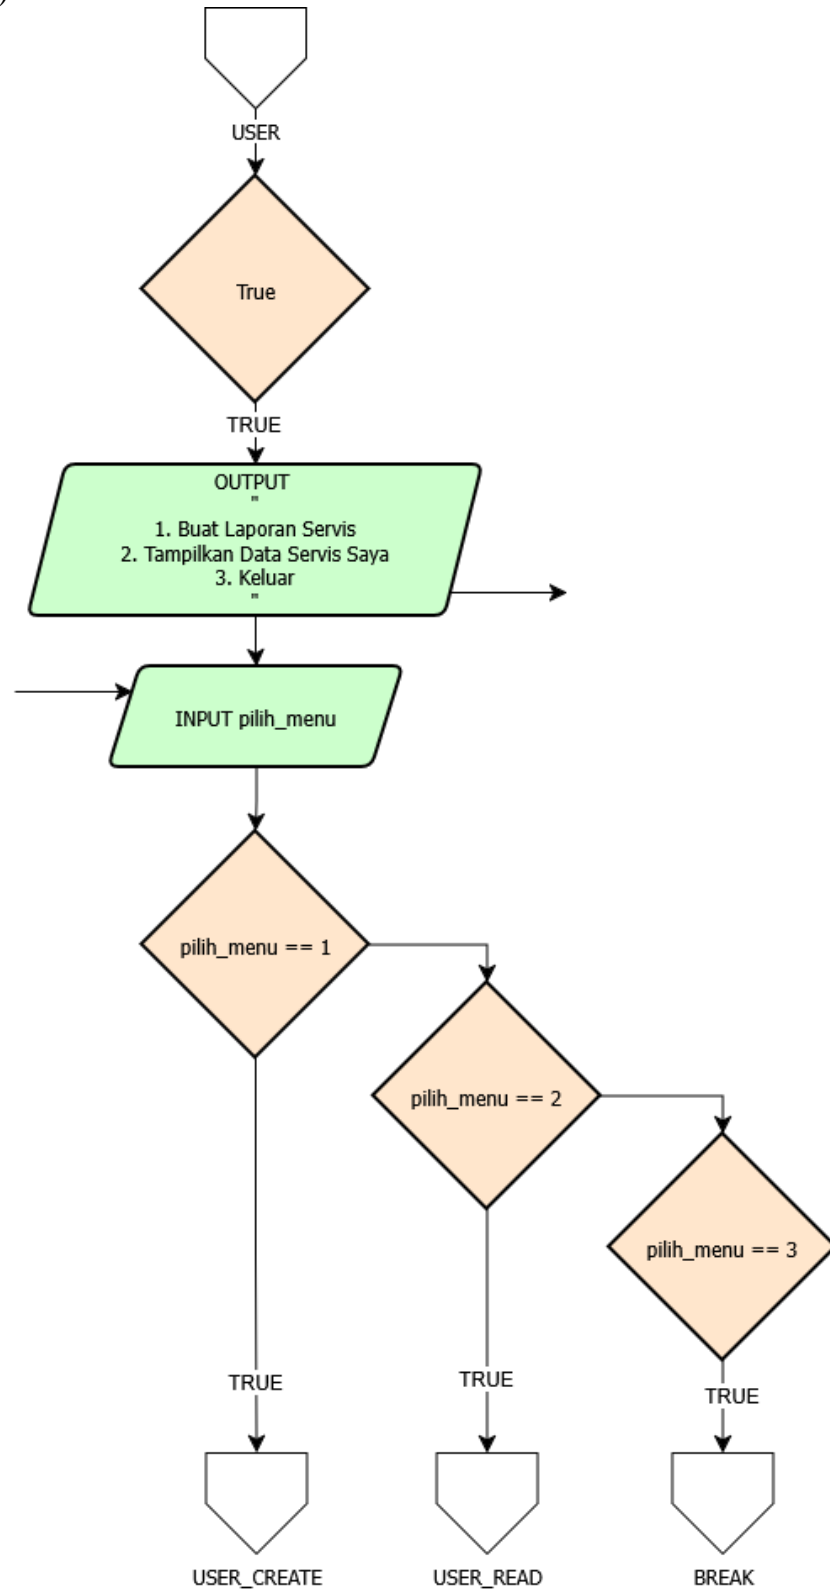 USER
True
TRUE
OUTPUT
"
1. Buat Laporan Servis
2. Tampilkan Data Servis Saya
3. Keluar
"
INPUT pilih_menu
pilih_menu == 1
pilih_menu == 2
pilih_menu == 3
TRUE
TRUE
TRUE
USER_CREATE
USER_READ
BREAK